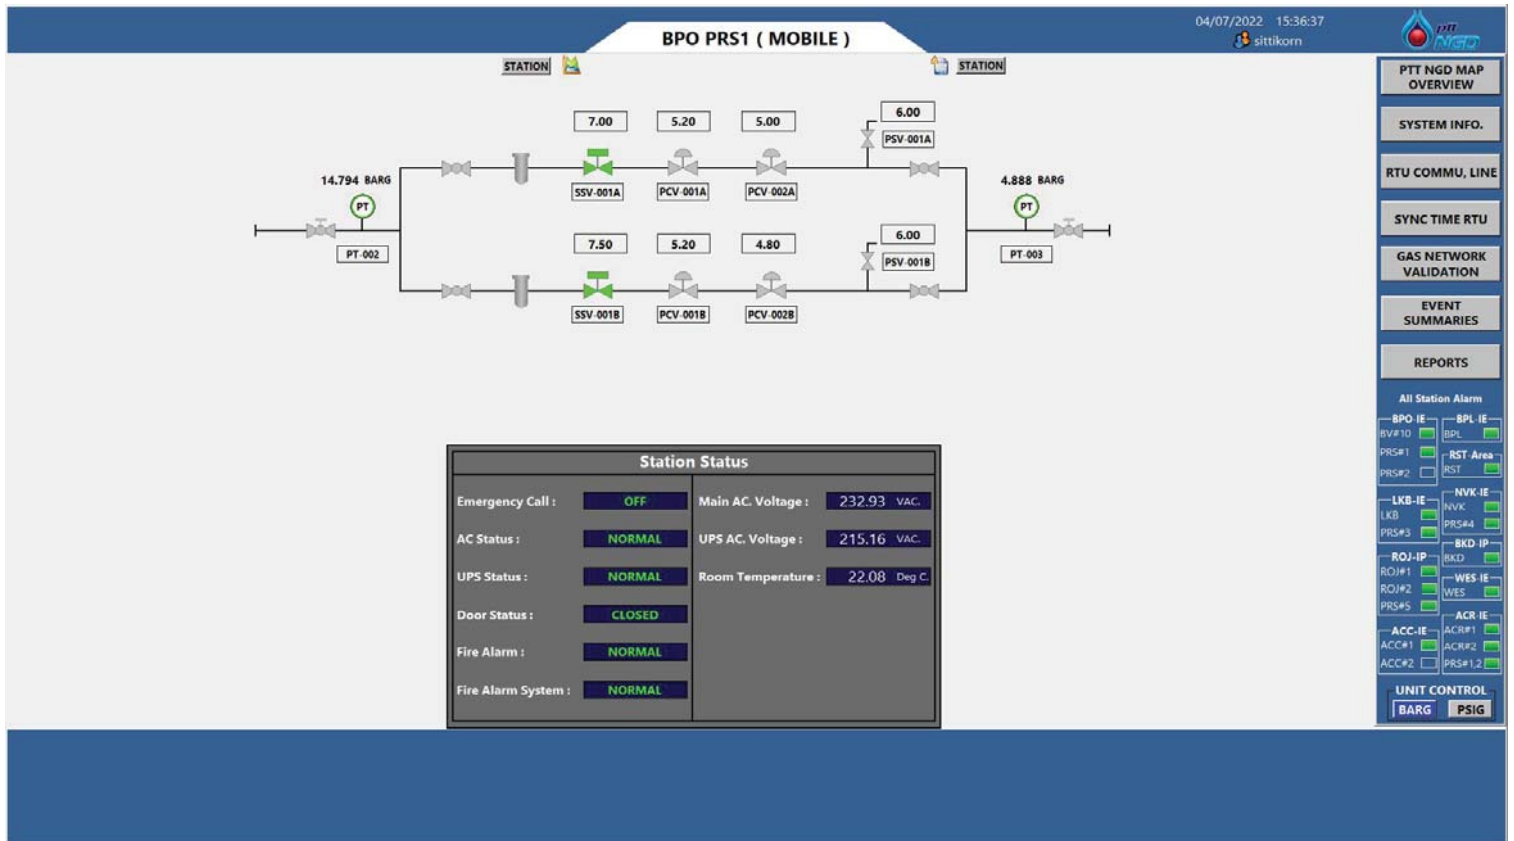 BPO PRS1 ( MOBILE )
04/07/2022 15:36:37
sittikorn
ptt
NGD
STATION
STATION
7.00
5.20
5.00
6.00
PSV-001A
SSV-001A
PCV-001A
PCV-002A
14.794 BARG
PT
PT-002
4.888 BARG
PT
PT-003
7.50
5.20
4.80
6.00
PSV-001B
SSV-001B
PCV-001B
PCV-002B
Station Status
Emergency Call : OFF
AC Status : NORMAL
UPS Status : NORMAL
Door Status : CLOSED
Fire Alarm : NORMAL
Fire Alarm System : NORMAL
Main AC. Voltage : 232.93 VAC.
UPS AC. Voltage : 215.16 VAC.
Room Temperature : 22.08 Deg C.
PTT NGD MAP
OVERVIEW
SYSTEM INFO.
RTU COMMU, LINE
SYNC TIME RTU
GAS NETWORK
VALIDATION
EVENT
SUMMARIES
REPORTS
All Station Alarm
BPO-IE
BV#10
PRS#1
PRS#2
BPL-IE
BPL
RST-Area
RST
LKB-IE
LKB
PRS#3
NVK-IE
NVK
PRS#4
BKD-IP
BKD
ROJ-IP
ROJ#1
ROJ#2
PRS#5
WES-IE
WES
ACC-IE
ACC#1
ACC#2
ACR-IE
ACR#1
ACR#2
PRS#1,2
UNIT CONTROL
BARG PSIG